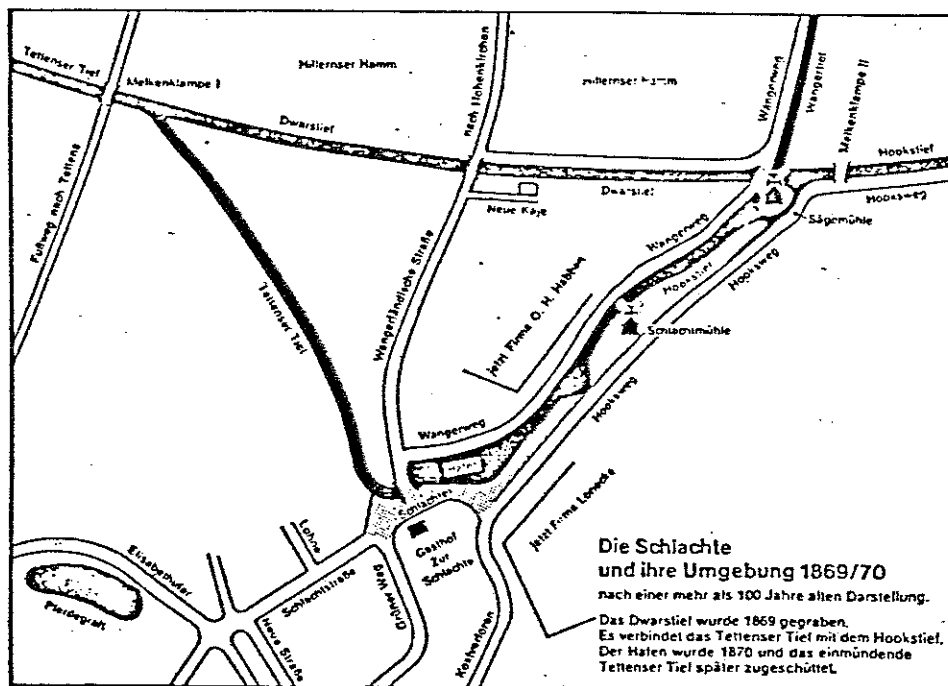 Tettenser Tief
Melkenklampe I
Hillernser Hamm
nach Hohenkirchen
Hillernser Hamm
Wangerweg
Wangertief
Melkenklampe II
Dwarstief
Hookstief
Dwarstief
Hooksweg
Neue Kaje
Sägemühle
Fußweg nach Tettens
Wangerweg
Hookstief
Hooksweg
Tettenser Tief
Wangerländische Straße
jetzt Firma O. H. Habben
Schlachtmühle
Hooksweg
Wangerweg
Hafen
Schlachte
jetzt Firma Lönecke
Gasthof
Zur
Schlachte
Lohne
Elisabethufer
Schlachtstraße
Grüner Weg
Pferdegraft
Neue Straße
Kostverloren
Die Schlachte
und ihre Umgebung 1869/70
nach einer mehr als 100 Jahre alten Darstellung.
Das Dwarstief wurde 1869 gegraben.
Es verbindet das Tettenser Tief mit dem Hookstief.
Der Hafen wurde 1870 und das einmündende
Tettenser Tief später zugeschüttet.